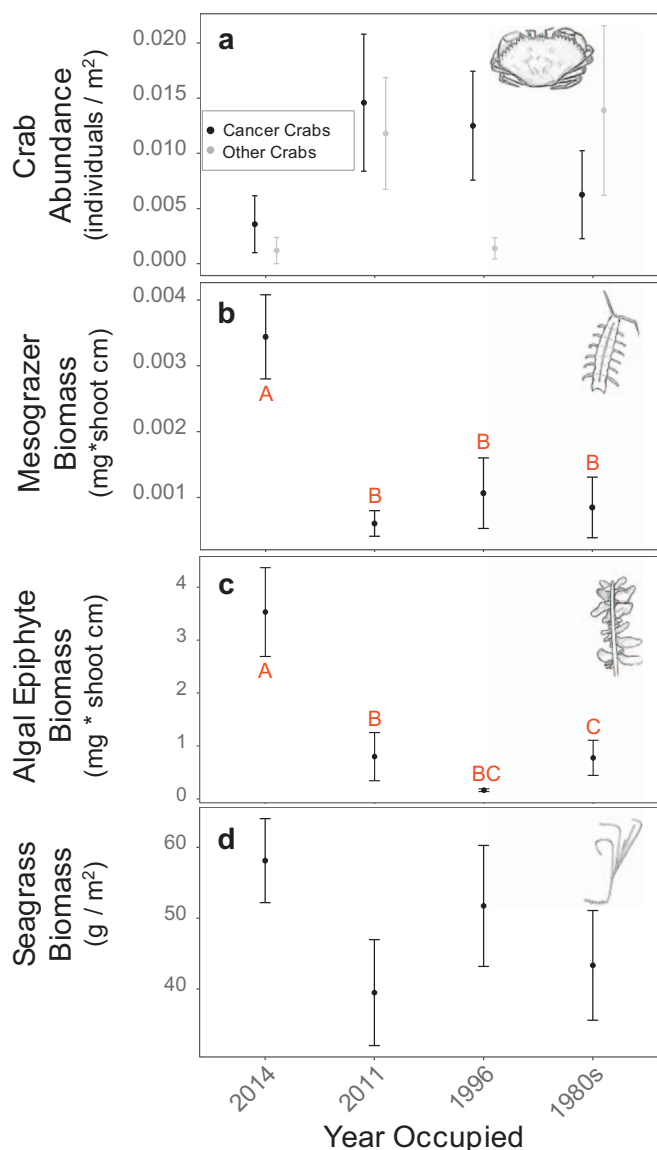 a
Crab
Abundance
(individuals / m²)
0.020
0.015
0.010
0.005
0.000
Cancer Crabs
Other Crabs
b
Mesograzer
Biomass
(mg*shoot cm)
0.004
0.003
0.002
0.001
A
B
B
B
c
Algal Epiphyte
Biomass
(mg * shoot cm)
4
3
2
1
0
A
B
BC
C
d
Seagrass
Biomass
(g / m²)
60
50
40
2014
2011
1996
1980s
Year Occupied